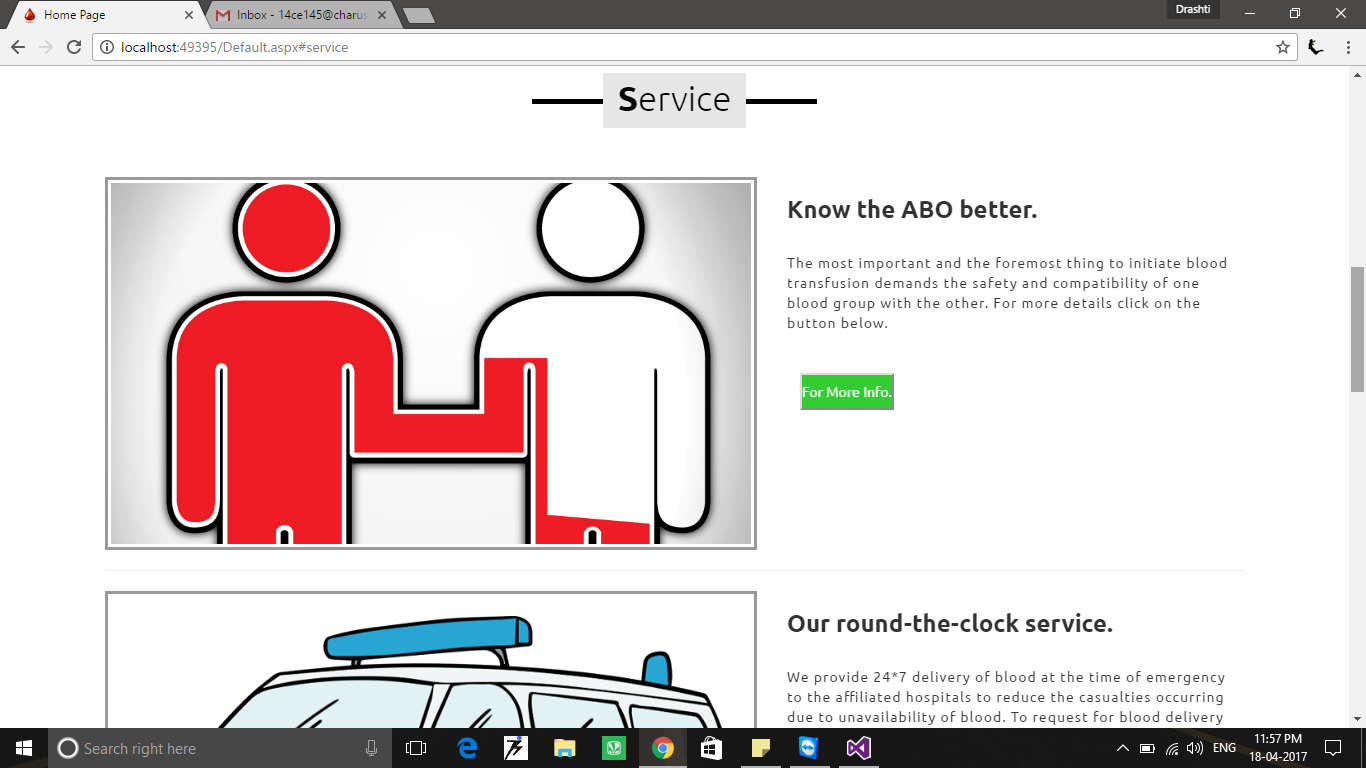 Drashti
Home Page
Inbox - 14ce145@charus
localhost:49395/Default.aspx#service
Service
Know the ABO better.
The most important and the foremost thing to initiate blood
transfusion demands the safety and compatibility of one
blood group with the other. For more details click on the
button below.
For More Info.
Our round-the-clock service.
We provide 24*7 delivery of blood at the time of emergency
to the affiliated hospitals to reduce the casualties occurring
due to unavailability of blood. To request for blood delivery
Search right here
ENG
11:57 PM
18-04-2017